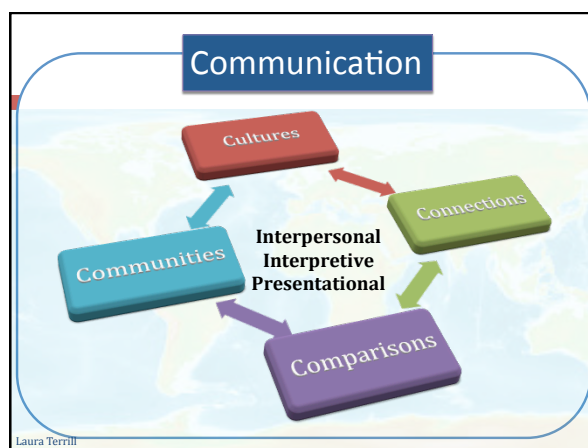 Communication
Cultures
Connections
Communities
Interpersonal
Interpretive
Presentational
Comparisons
Laura Terrill